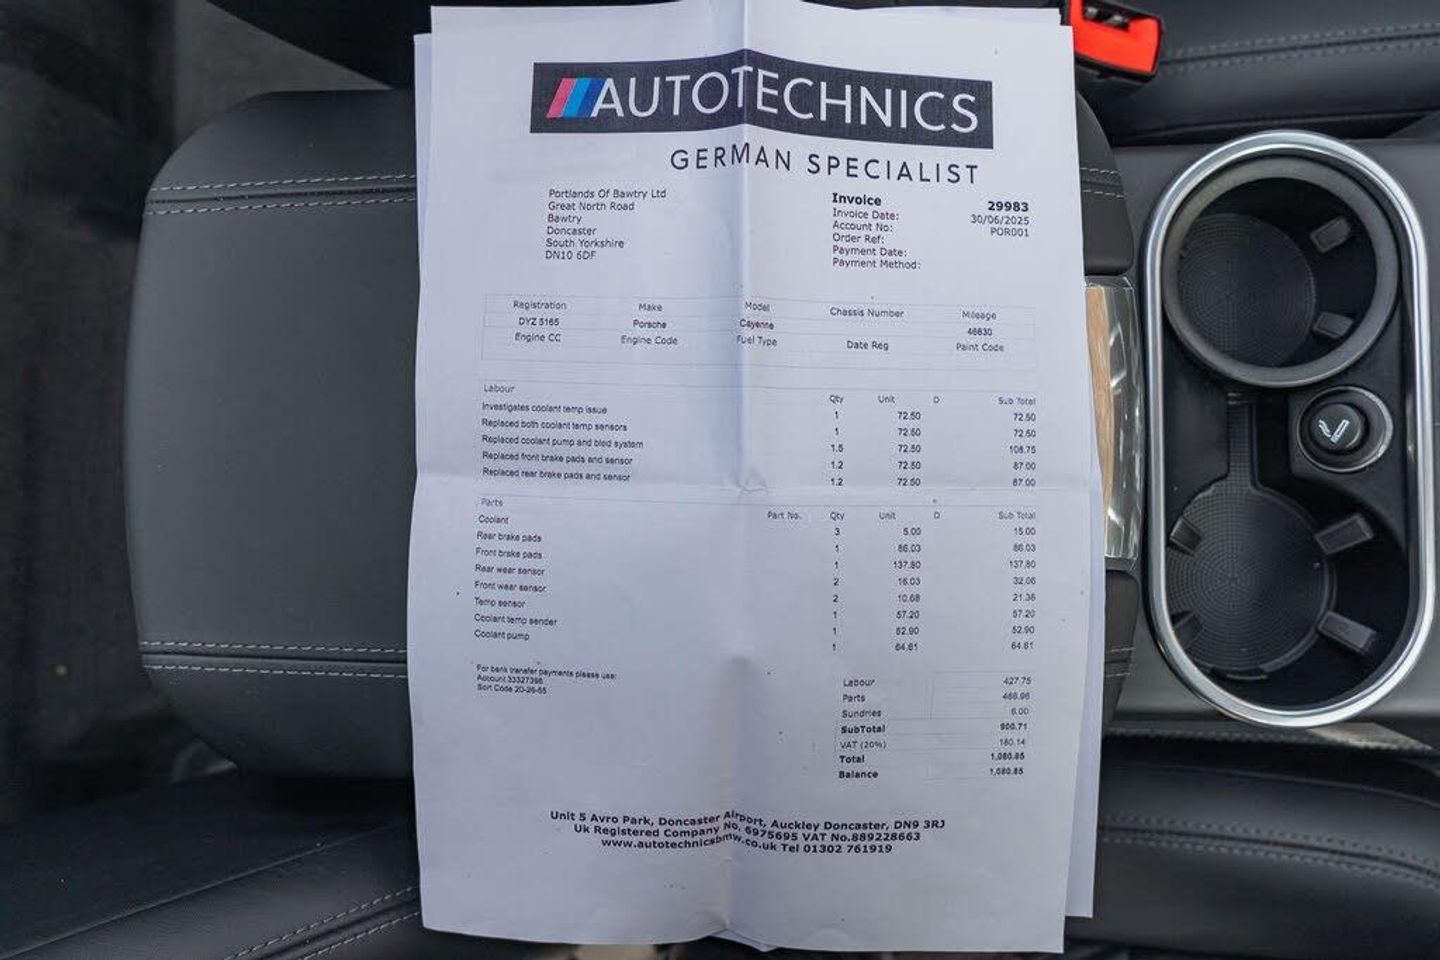 AUTOTECHNICS
GERMAN SPECIALIST
Portlands Of Bawtry Ltd
Great North Road
Bawtry
Doncaster
South Yorkshire
DN10 6DF
Invoice 29983
Invoice Date: 30/06/2025
Account No: POR001
Order Ref:
Payment Date:
Payment Method:
Registration Make Model Chassis Number Mileage
DYZ 5165 Porsche Cayenne 46630
Engine CC Engine Code Fuel Type Date Reg Paint Code
Labour Qty Unit D Sub Total
Investigates coolant temp issue 1 72.50 72.50
Replaced both coolant temp sensors 1 72.50 72.50
Replaced coolant pump and bled system 1.5 72.50 108.75
Replaced front brake pads and sensor 1.2 72.50 87.00
Replaced rear brake pads and sensor 1.2 72.50 87.00
Parts Part No. Qty Unit D Sub Total
Coolant 3 5.00 15.00
Rear brake pads 1 86.03 86.03
Front brake pads 1 137.80 137.80
Rear wear sensor 2 16.03 32.06
Front wear sensor 2 10.68 21.36
Temp sensor 1 57.20 57.20
Coolant temp sender 1 52.90 52.90
Coolant pump 1 64.61 64.61
For bank transfer payments please use:
Account 33327398
Sort Code 20-26-55
Labour 427.75
Parts 466.96
Sundries 6.00
SubTotal 900.71
VAT (20%) 180.14
Total 1,080.85
Balance 1,080.85
Unit 5 Avro Park, Doncaster Airport, Auckley Doncaster, DN9 3RJ
Uk Registered Company No. 6975695 VAT No.889228663
www.autotechnicsbmw.co.uk Tel 01302 761919